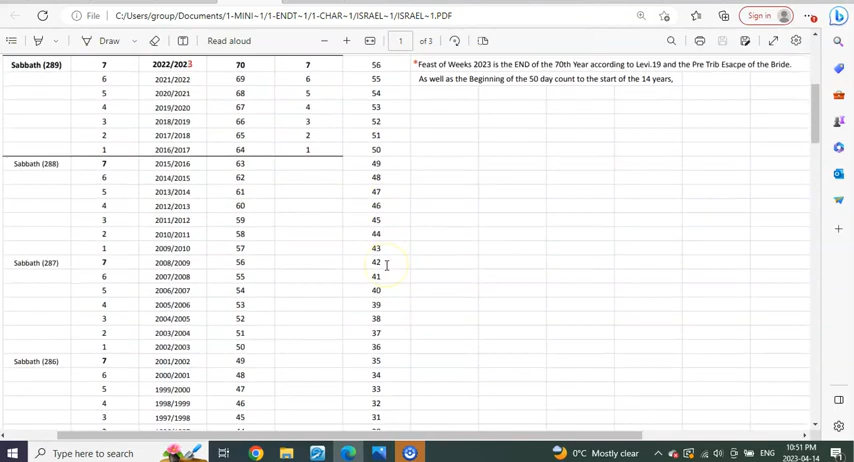 File C:/Users/group/Documents/1-MINI~1/1-ENDT~1/1-CHAR~1/ISRAEL~1/ISRAEL~1.PDF Sign in
Draw Read aloud 1 of 3
Sabbath (289) 7 2022/2023 70 7 56 *Feast of Weeks 2023 is the END of the 70th Year according to Levi.19 and the Pre Trib Esacpe of the Bride.
6 2021/2022 69 6 55 As well as the Beginning of the 50 day count to the start of the 14 years,
5 2020/2021 68 5 54
4 2019/2020 67 4 53
3 2018/2019 66 3 52
2 2017/2018 65 2 51
1 2016/2017 64 1 50
Sabbath (288) 7 2015/2016 63 49
6 2014/2015 62 48
5 2013/2014 61 47
4 2012/2013 60 46
3 2011/2012 59 45
2 2010/2011 58 44
1 2009/2010 57 43
Sabbath (287) 7 2008/2009 56 42
6 2007/2008 55 41
5 2006/2007 54 40
4 2005/2006 53 39
3 2004/2005 52 38
2 2003/2004 51 37
1 2002/2003 50 36
Sabbath (286) 7 2001/2002 49 35
6 2000/2001 48 34
5 1999/2000 47 33
4 1998/1999 46 32
3 1997/1998 45 31
Type here to search 0°C Mostly clear ENG 10:51 PM
2023-04-14